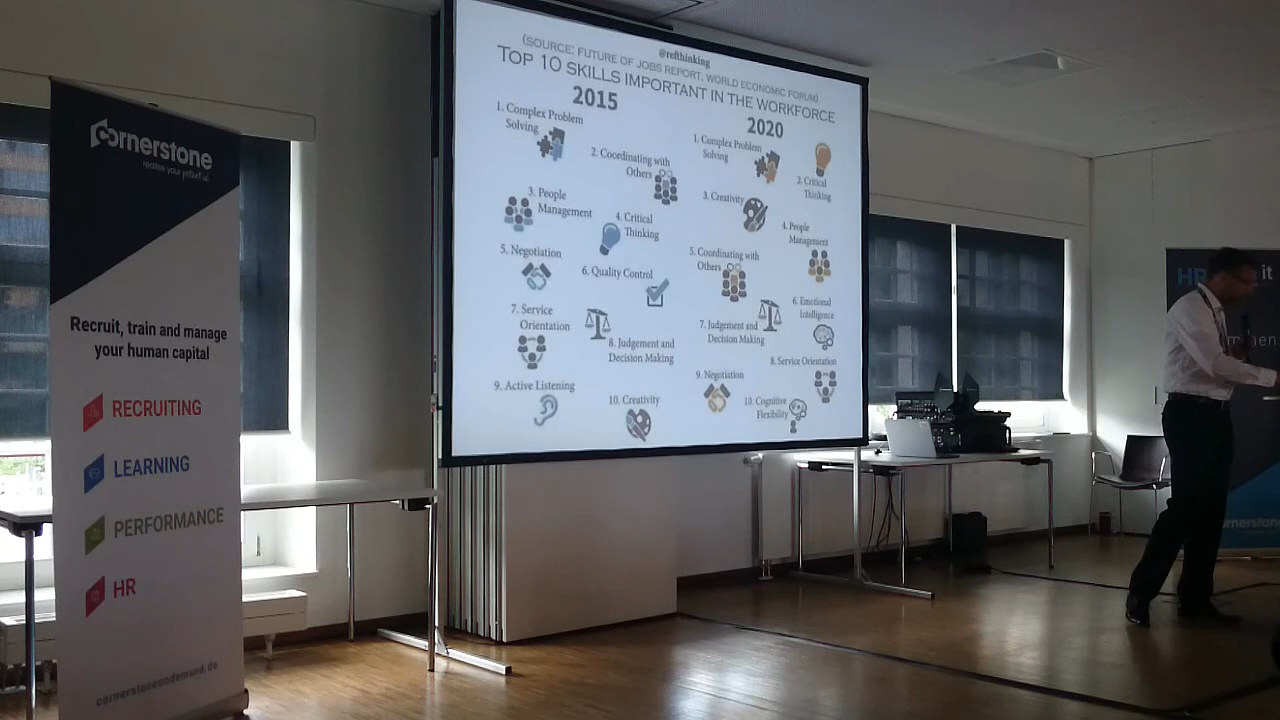 cornerstone
realize your potential
Recruit, train and manage
your human capital
RECRUITING
LEARNING
PERFORMANCE
HR
cornerstoneondemand.de
@refthinking
(SOURCE: FUTURE OF JOBS REPORT, WORLD ECONOMIC FORUM)
TOP 10 SKILLS IMPORTANT IN THE WORKFORCE
2015
1. Complex Problem
Solving
2. Coordinating with
Others
3. People
Management
4. Critical
Thinking
5. Negotiation
6. Quality Control
7. Service
Orientation
8. Judgement and
Decision Making
9. Active Listening
10. Creativity
2020
1. Complex Problem
Solving
2. Critical
Thinking
3. Creativity
4. People
Management
5. Coordinating with
Others
6. Emotional
Intelligence
7. Judgement and
Decision Making
8. Service Orientation
9. Negotiation
10. Cognitive
Flexibility
HR
it
cornerstone